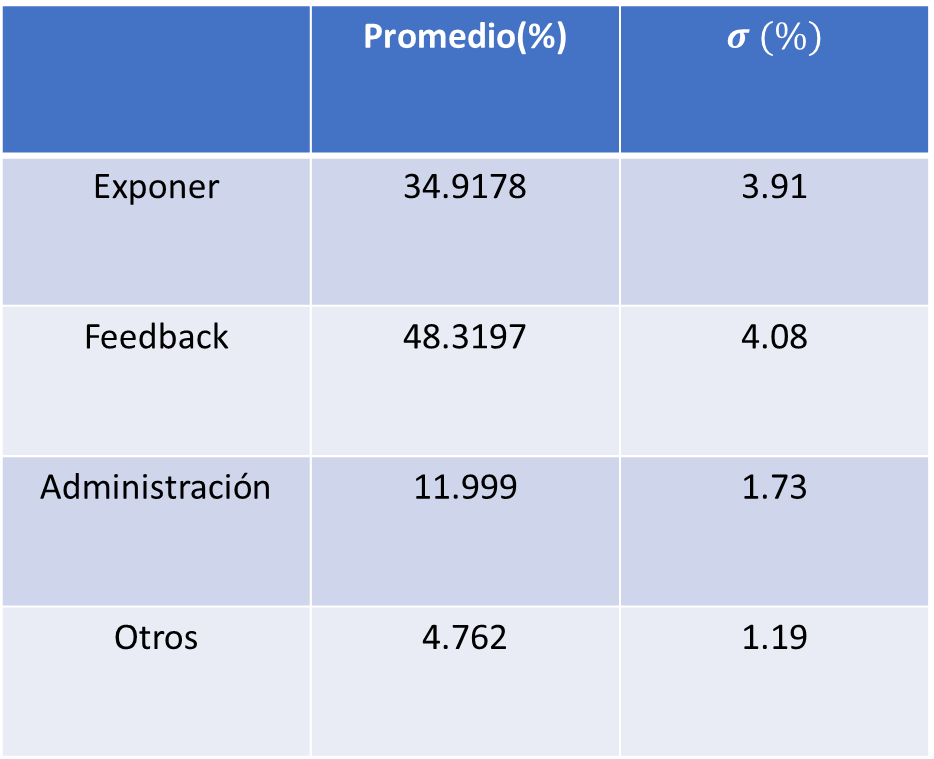 Promedio(%) σ (%)
Exponer 34.9178 3.91
Feedback 48.3197 4.08
Administración 11.999 1.73
Otros 4.762 1.19